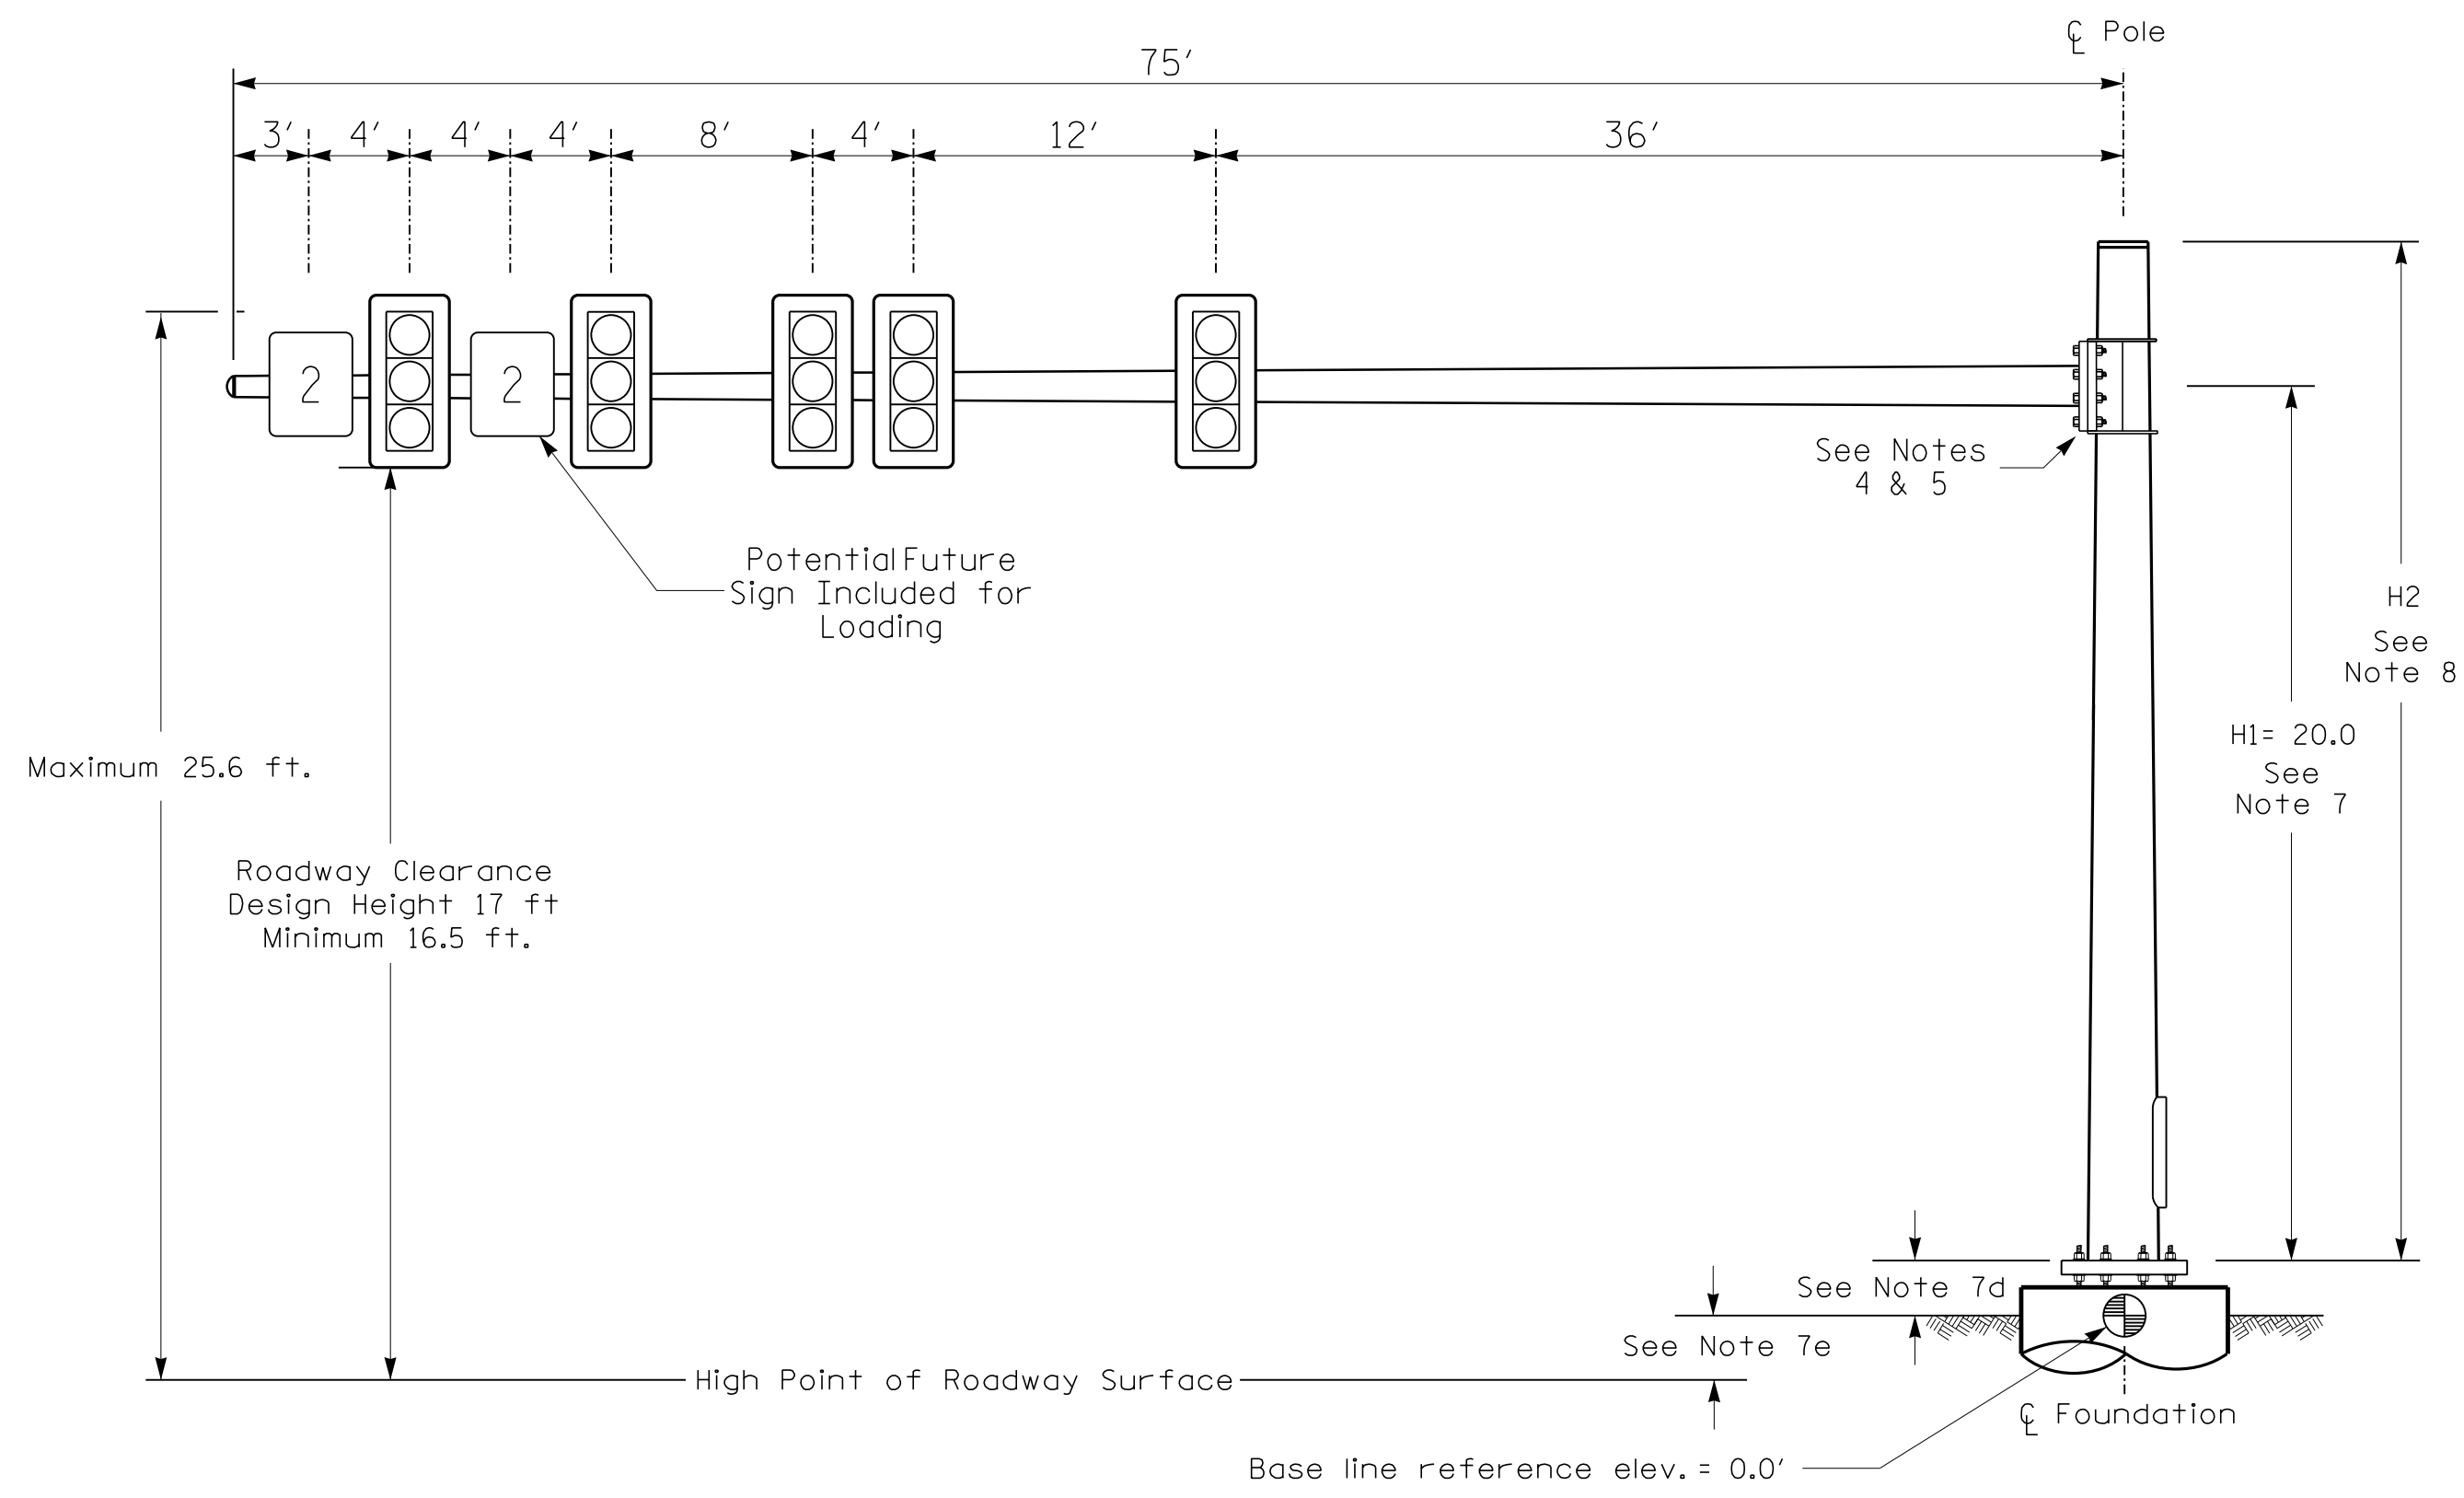 ℄ Pole
75'
3' 4' 4' 4' 8' 4' 12' 36'
2 2
See Notes
4 & 5
Potential Future
Sign Included for
Loading
H2
See
Note 8
H1= 20.0
See
Note 7
Maximum 25.6 ft.
Roadway Clearance
Design Height 17 ft
Minimum 16.5 ft.
See Note 7d
See Note 7e
High Point of Roadway Surface
℄ Foundation
Base line reference elev. = 0.0'